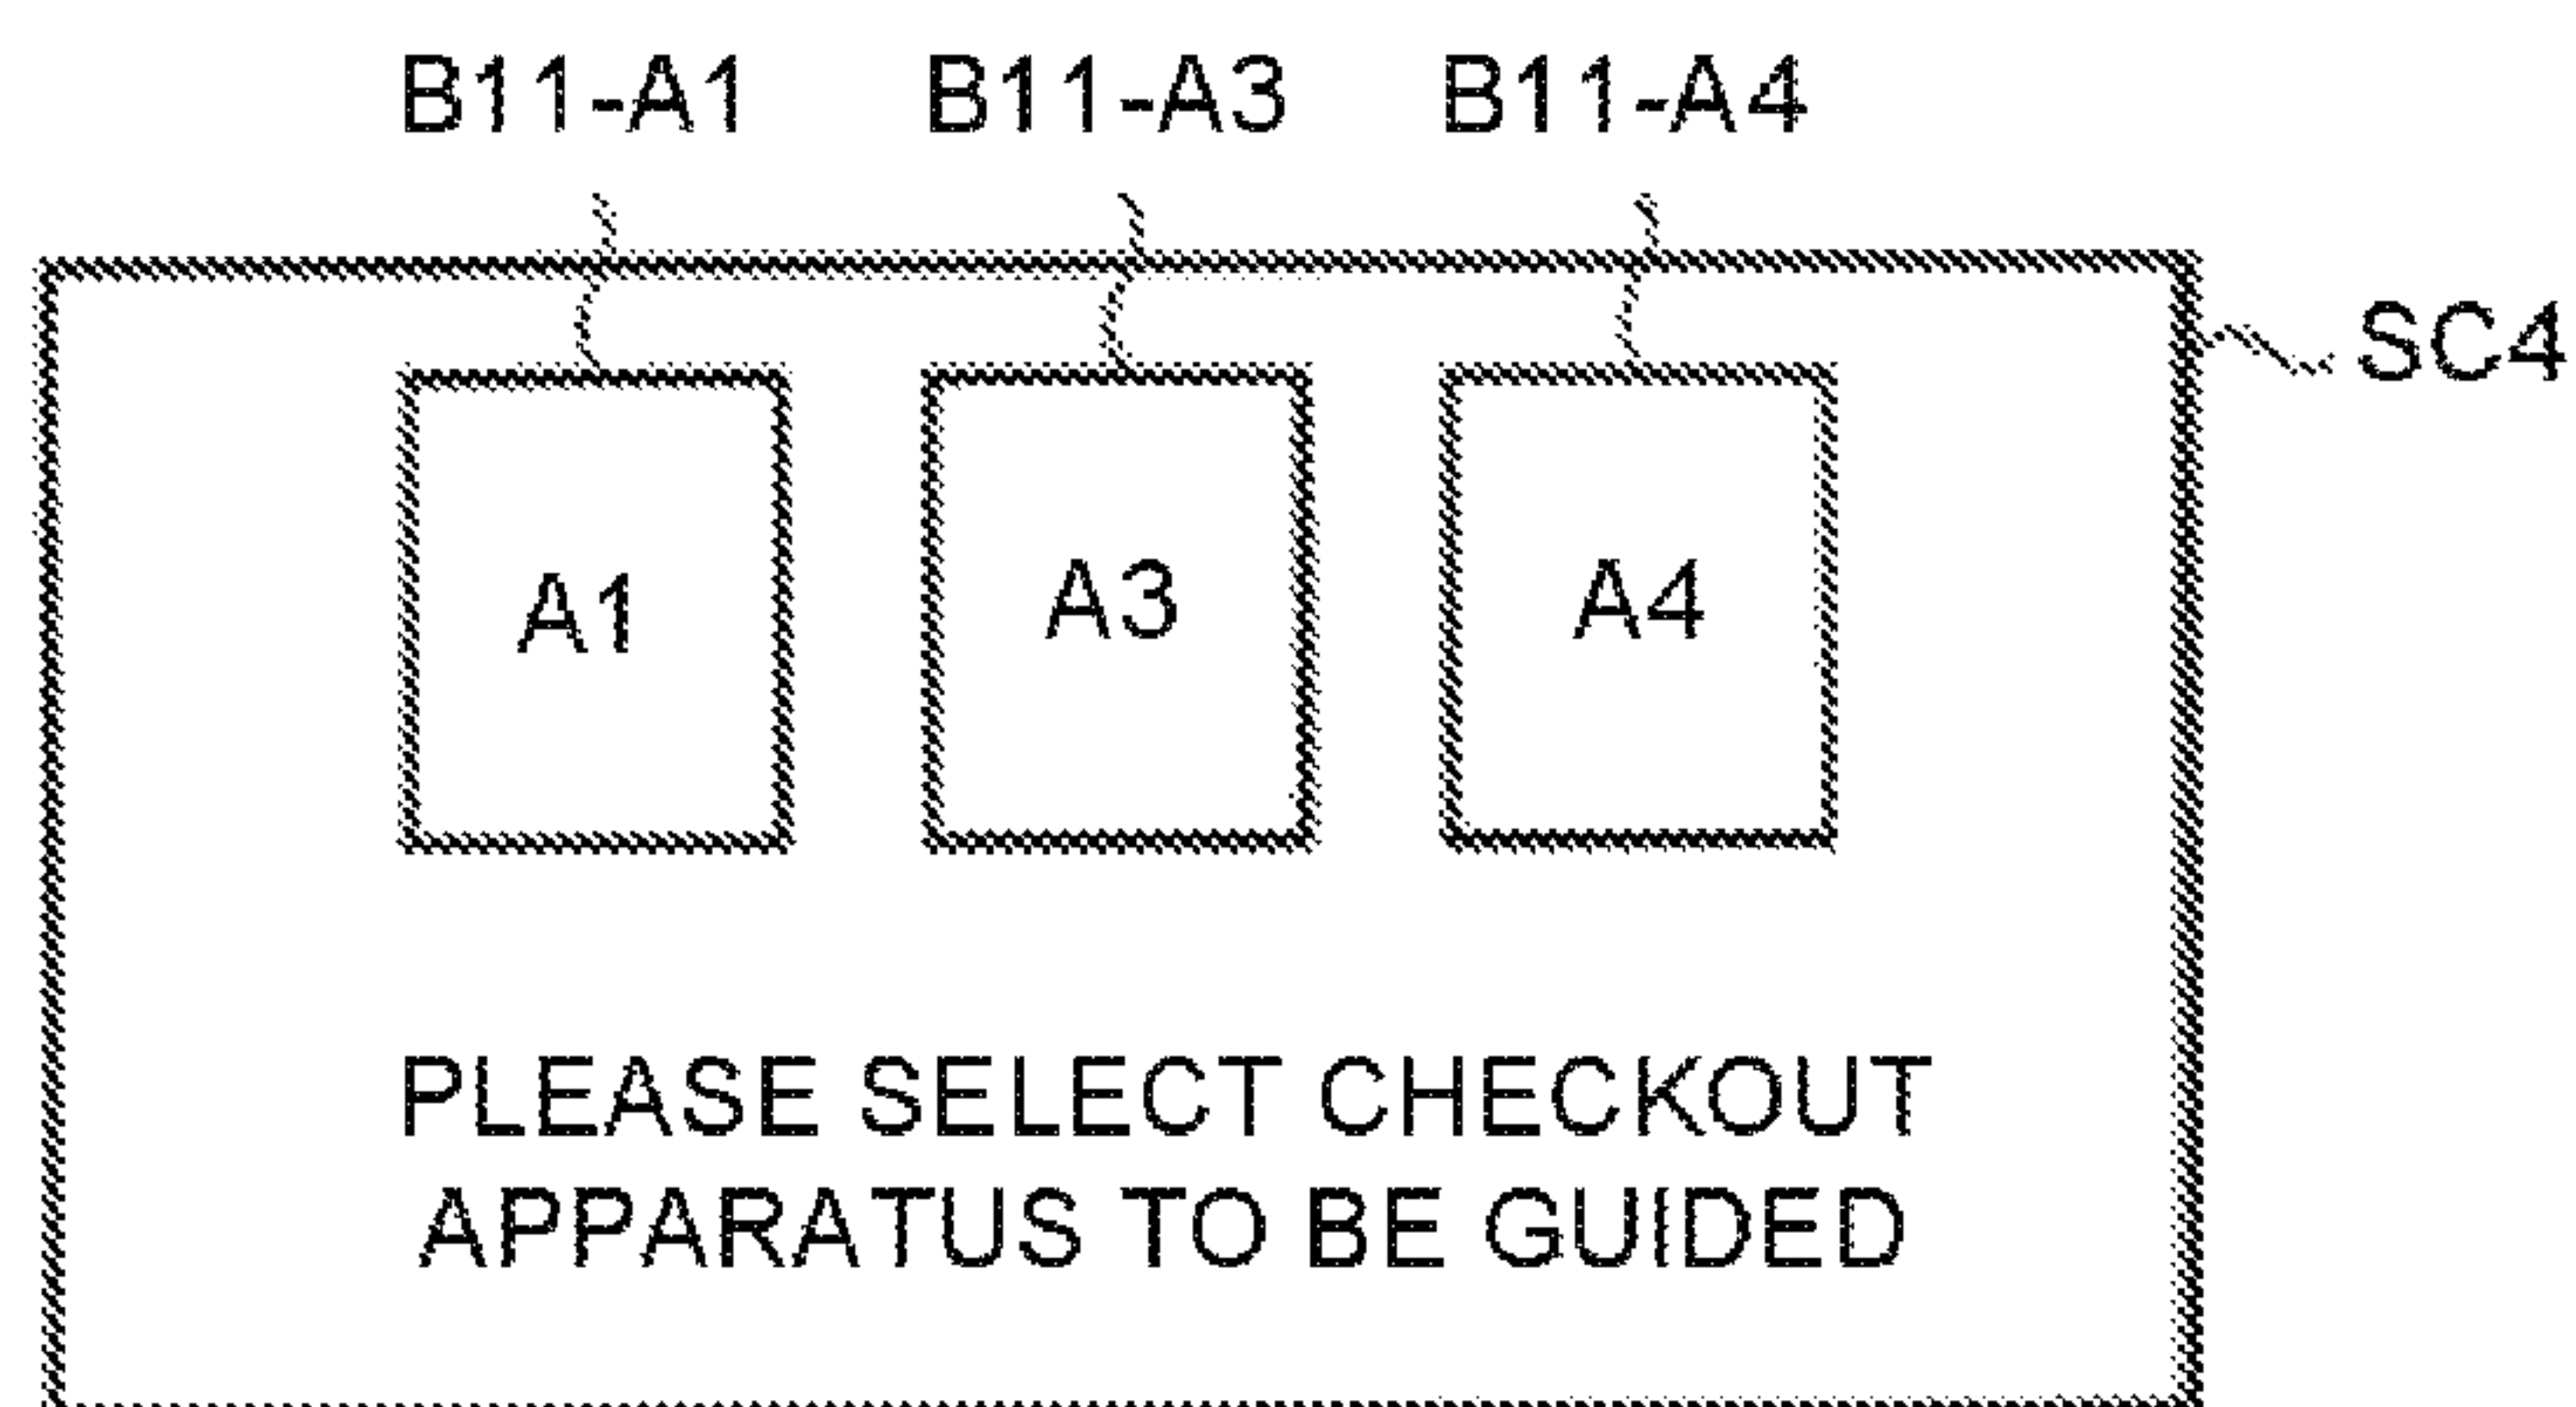 B11-A1 B11-A3 B11-A4
SC4
A1 A3 A4
PLEASE SELECT CHECKOUT
APPARATUS TO BE GUIDED